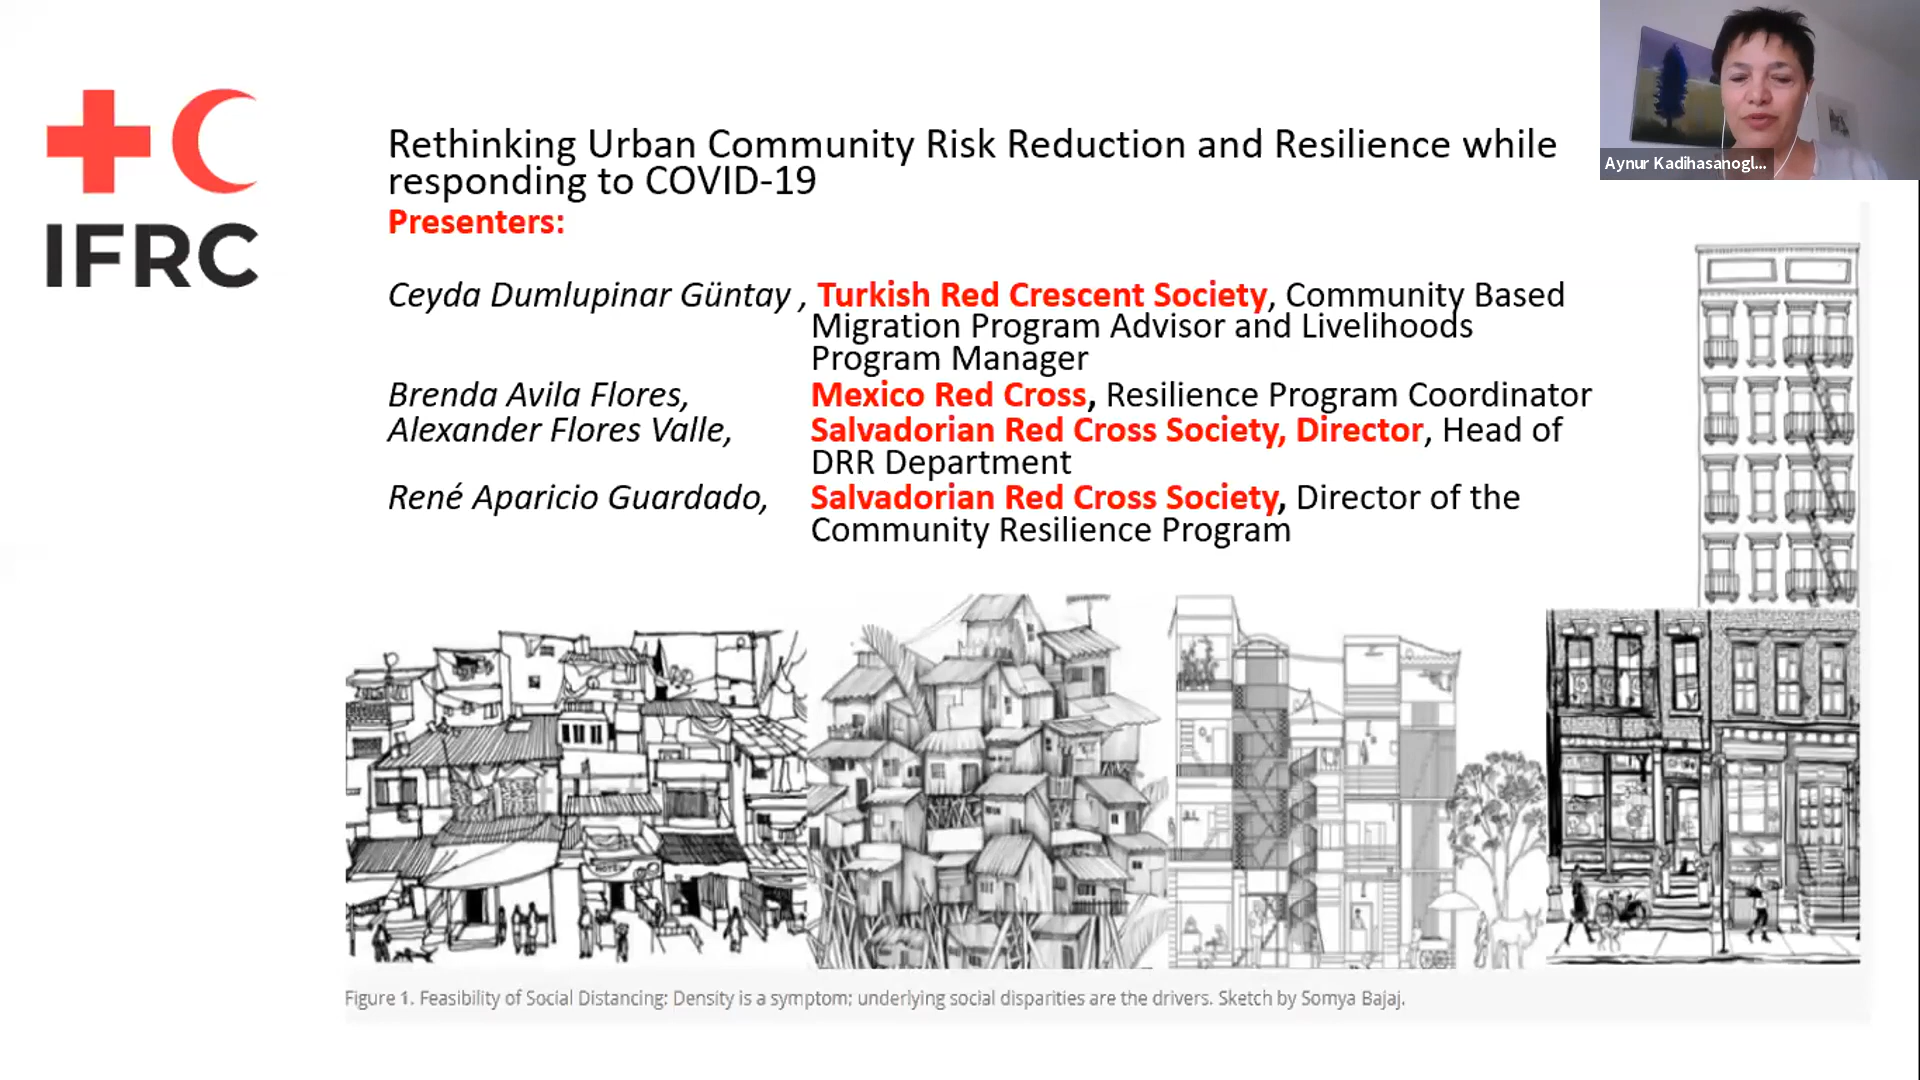 IFRC
Rethinking Urban Community Risk Reduction and Resilience while
responding to COVID-19
Presenters:
Ceyda Dumlupinar Güntay , Turkish Red Crescent Society, Community Based
Migration Program Advisor and Livelihoods
Program Manager
Brenda Avila Flores, Mexico Red Cross, Resilience Program Coordinator
Alexander Flores Valle, Salvadorian Red Cross Society, Director, Head of
DRR Department
René Aparicio Guardado, Salvadorian Red Cross Society, Director of the
Community Resilience Program
Aynur Kadihasanogl...
Figure 1. Feasibility of Social Distancing: Density is a symptom; underlying social disparities are the drivers. Sketch by Somya Bajaj.